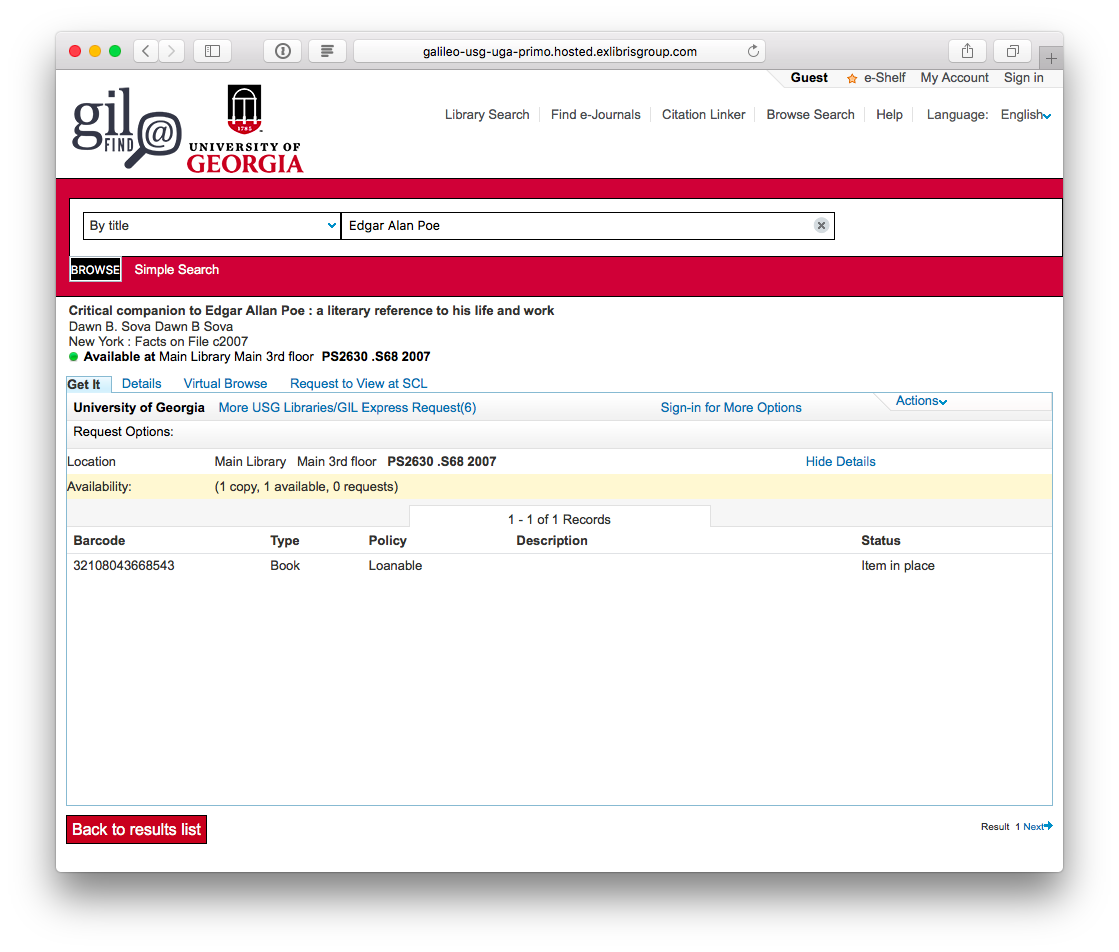 galileo-usg-uga-primo.hosted.exlibrisgroup.com
Guest e-Shelf My Account Sign in
gil
FIND @
1785
UNIVERSITY OF
GEORGIA
Library Search Find e-Journals Citation Linker Browse Search Help Language: English
By title Edgar Alan Poe
BROWSE Simple Search
Critical companion to Edgar Allan Poe : a literary reference to his life and work
Dawn B. Sova Dawn B Sova
New York : Facts on File c2007
Available at Main Library Main 3rd floor PS2630 .S68 2007
Get It Details Virtual Browse Request to View at SCL
University of Georgia More USG Libraries/GIL Express Request(6) Sign-in for More Options Actions
Request Options:
Location Main Library Main 3rd floor PS2630 .S68 2007 Hide Details
Availability: (1 copy, 1 available, 0 requests)
1 - 1 of 1 Records
Barcode Type Policy Description Status
32108043668543 Book Loanable Item in place
Back to results list
Result 1 Next